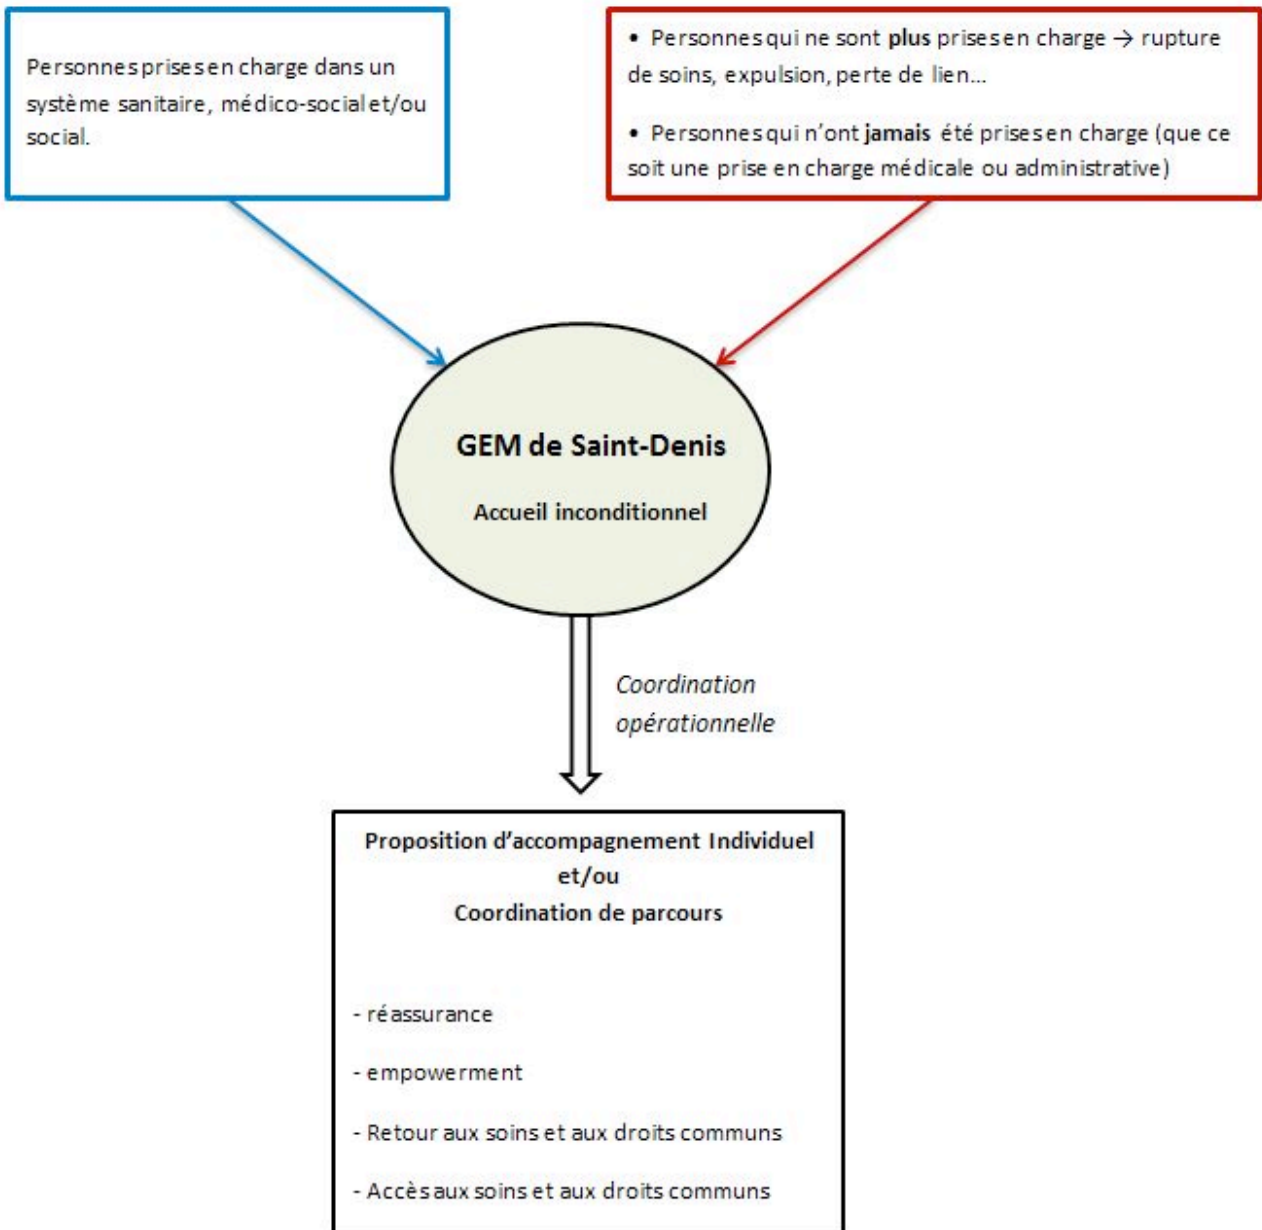 Personnes prises en charge dans un
système sanitaire, médico-social et/ou
social.
• Personnes qui ne sont plus prises en charge → rupture
de soins, expulsion, perte de lien…
• Personnes qui n’ont jamais été prises en charge (que ce
soit une prise en charge médicale ou administrative)
GEM de Saint-Denis
Accueil inconditionnel
Coordination
opérationnelle
Proposition d’accompagnement Individuel
et/ou
Coordination de parcours
- réassurance
- empowerment
- Retour aux soins et aux droits communs
- Accès aux soins et aux droits communs